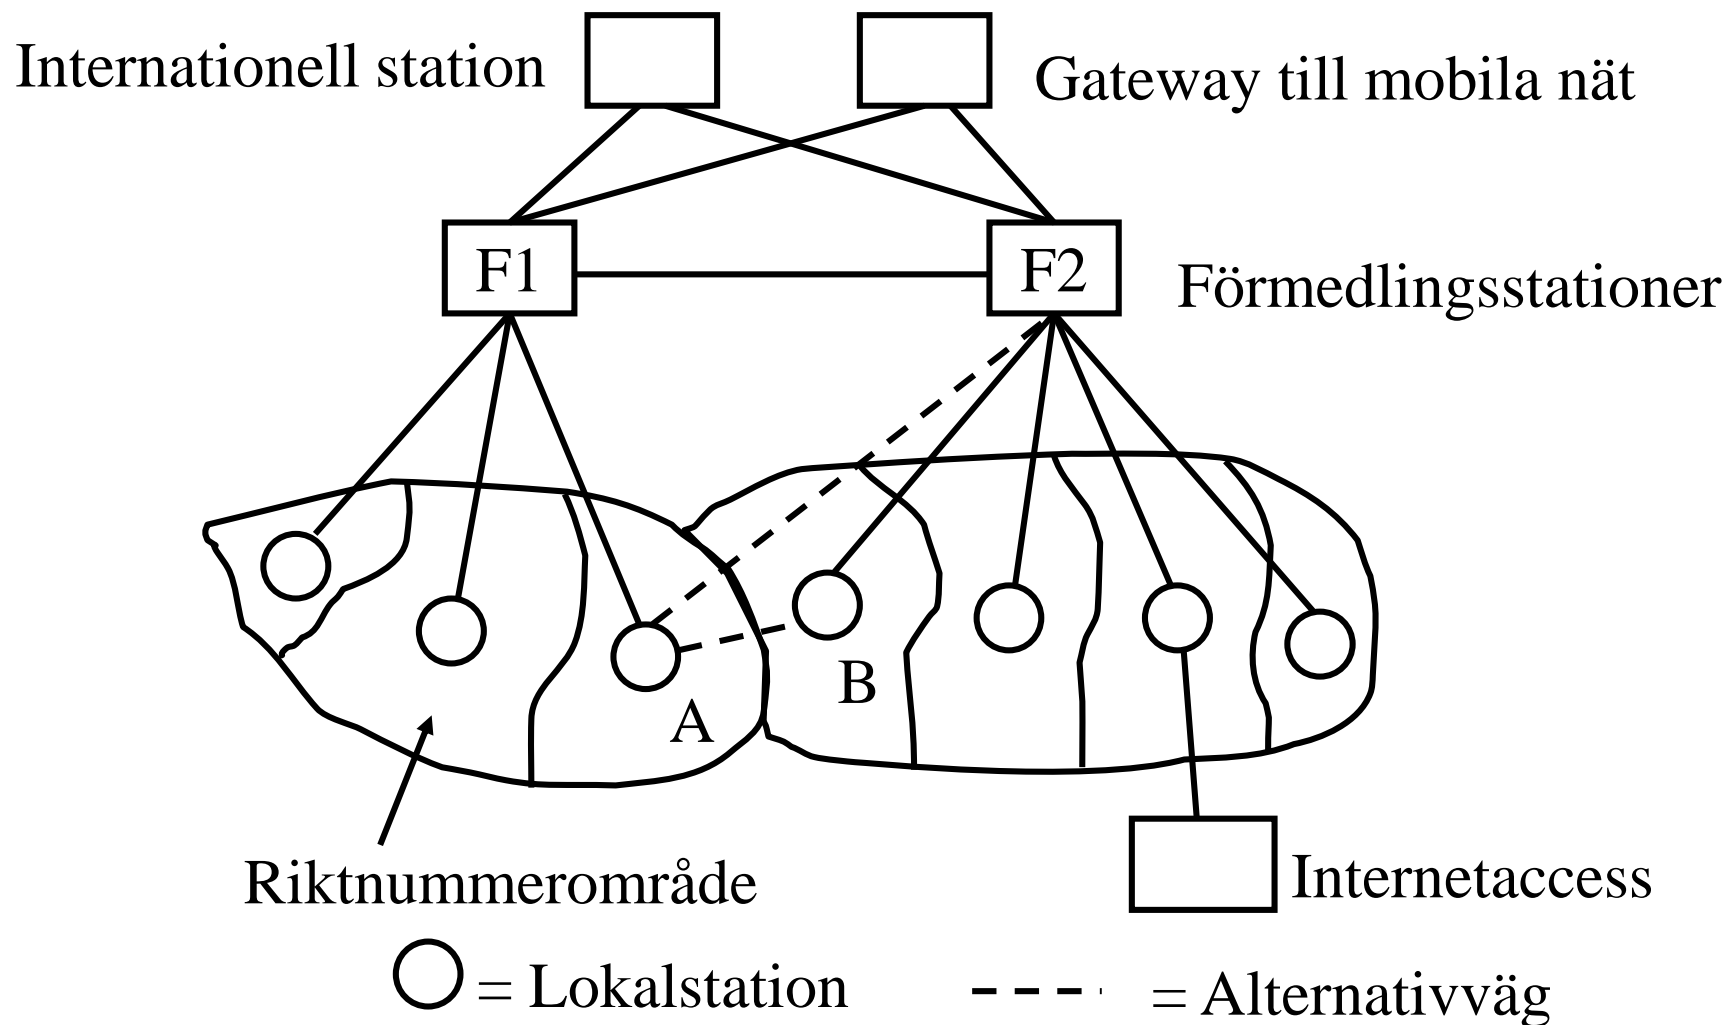 Internationell station
Gateway till mobila nät
F1
F2
Förmedlingsstationer
B
A
Riktnummerområde
Internetaccess
= Lokalstation
= Alternativväg